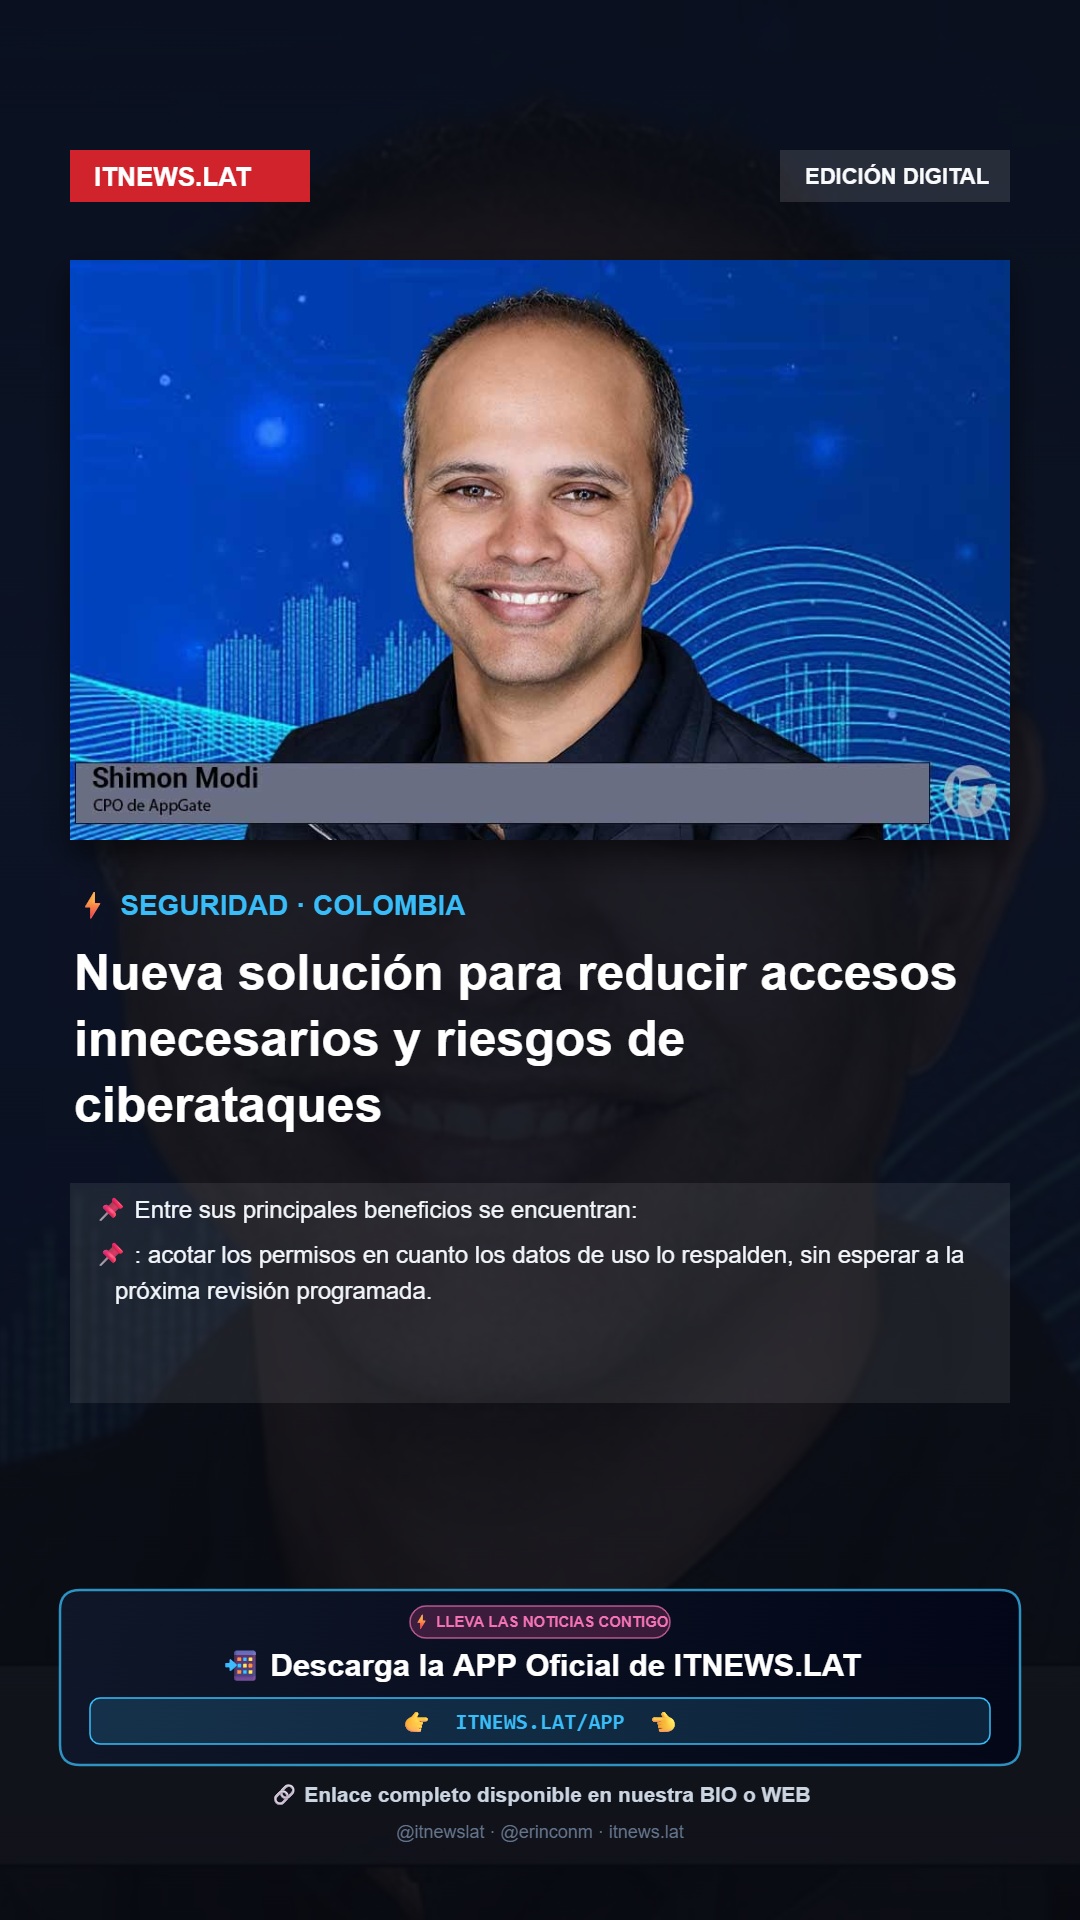 ITNEWS.LAT
EDICIÓN DIGITAL
Shimon Modi
CPO de AppGate
SEGURIDAD · COLOMBIA
Nueva solución para reducir accesos
innecesarios y riesgos de
ciberataques
Entre sus principales beneficios se encuentran:
: acotar los permisos en cuanto los datos de uso lo respalden, sin esperar a la
próxima revisión programada.
LLEVA LAS NOTICIAS CONTIGO
Descarga la APP Oficial de ITNEWS.LAT
ITNEWS.LAT/APP
Enlace completo disponible en nuestra BIO o WEB
@itnewslat · @erinconm · itnews.lat